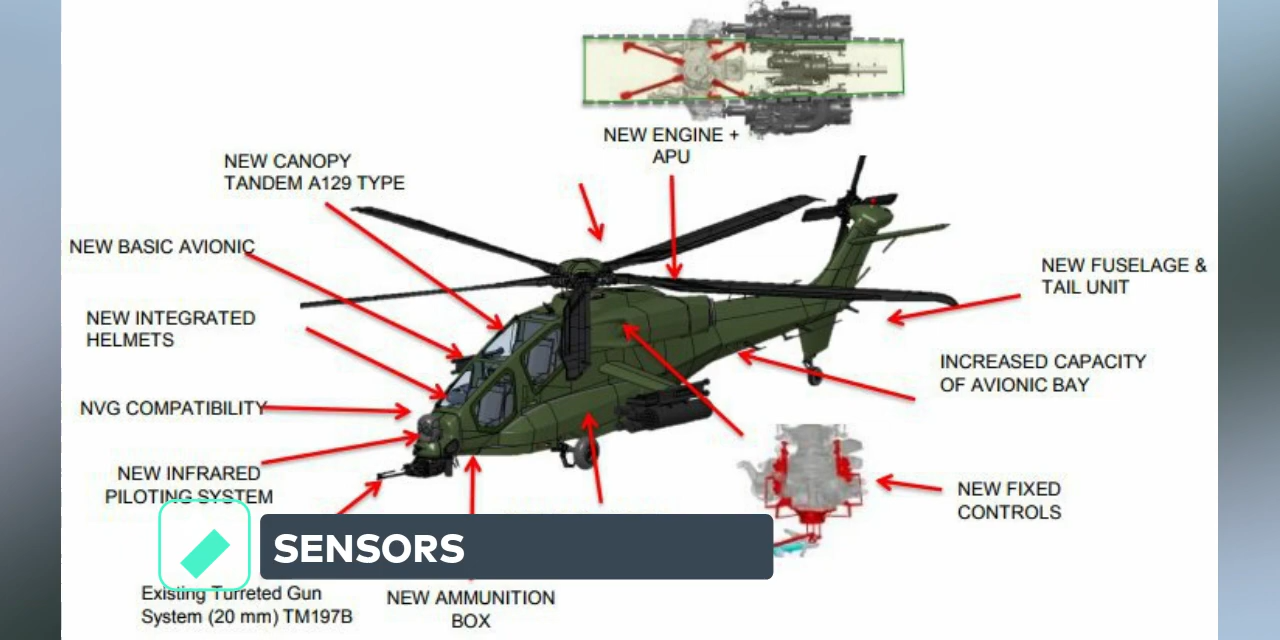 NEW ENGINE +
APU
NEW CANOPY
TANDEM A129 TYPE
NEW BASIC AVIONIC
NEW FUSELAGE &
TAIL UNIT
NEW INTEGRATED
HELMETS
INCREASED CAPACITY
OF AVIONIC BAY
NVG COMPATIBILITY
NEW INFRARED
PILOTING SYSTEM
NEW FIXED
CONTROLS
SENSORS
Existing Turreted Gun
System (20 mm) TM197B
NEW AMMUNITION
BOX